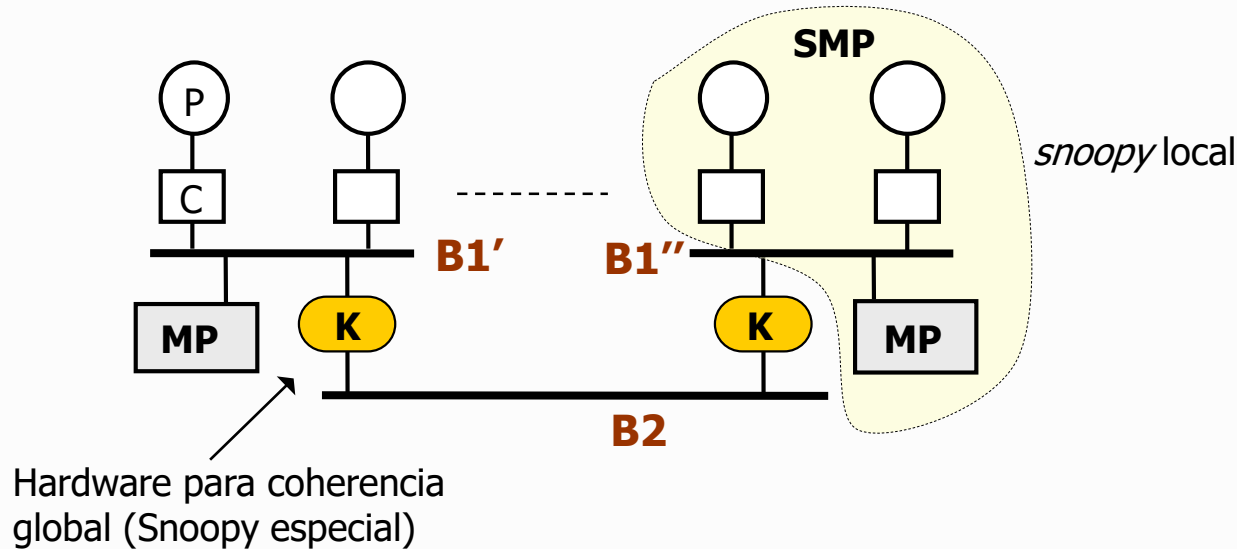 SMP
P
snoopy local
C
B1′
B1′′
MP
K
K
MP
B2
Hardware para coherencia
global (Snoopy especial)